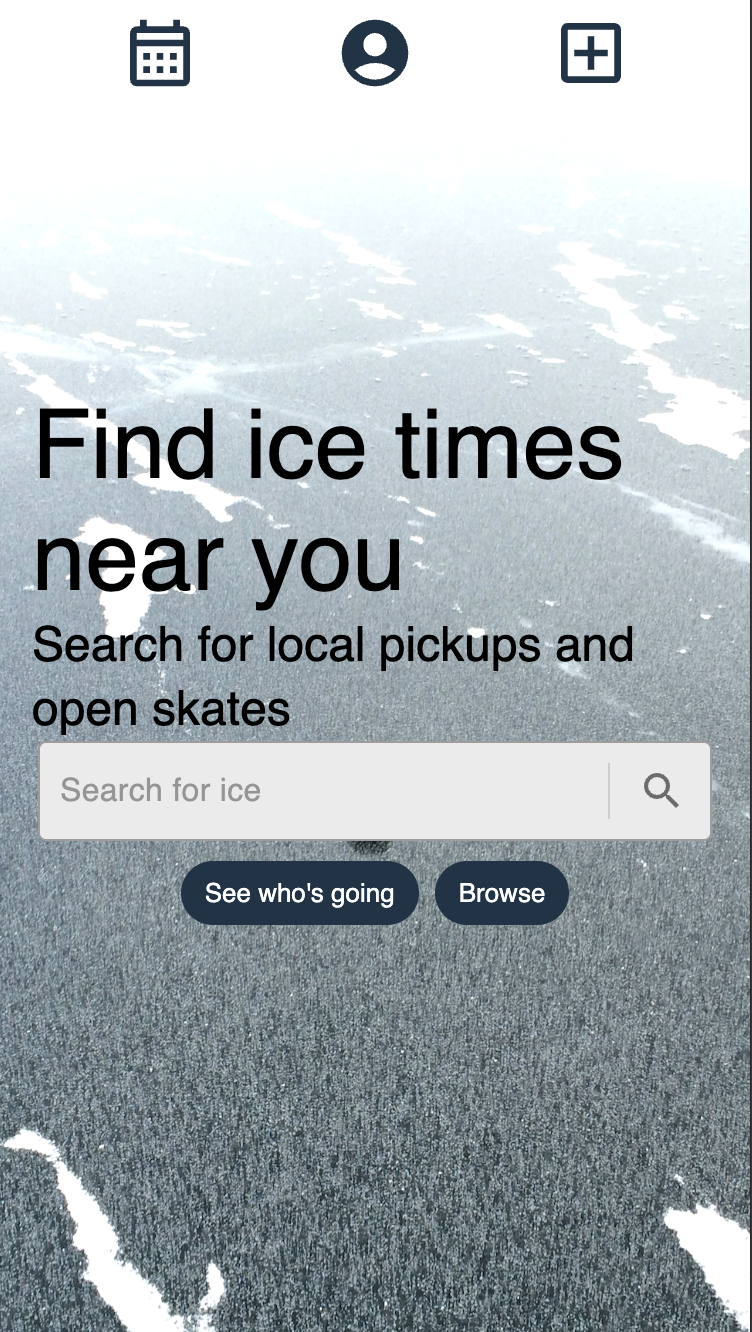 Find ice times
near you
Search for local pickups and
open skates
Search for ice
See who's going
Browse